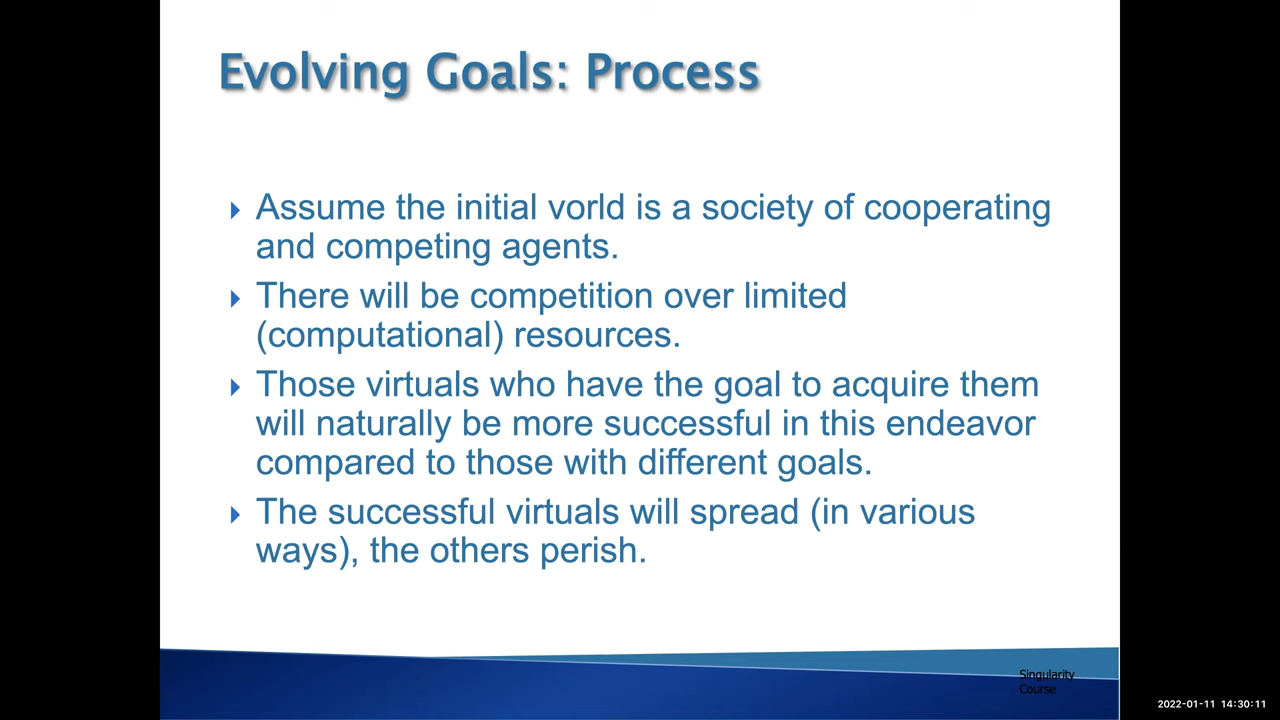 Evolving Goals: Process
Assume the initial vorld is a society of cooperating
and competing agents.
There will be competition over limited
(computational) resources.
Those virtuals who have the goal to acquire them
will naturally be more successful in this endeavor
compared to those with different goals.
The successful virtuals will spread (in various
ways), the others perish.
Singularity
Course
2022-01-11 14:30:11